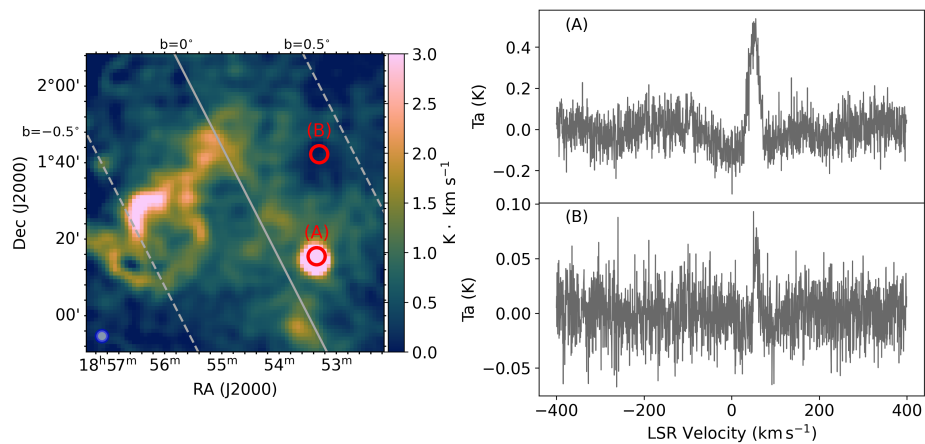 b=0° b=0.5°
2°00'
b=−0.5°
1°40'
20'
00'
Dec (J2000)
(B)
(A)
18ʰ57ᵐ 56ᵐ 55ᵐ 54ᵐ 53ᵐ
RA (J2000)
3.0
2.5
2.0
1.5
1.0
0.5
0.0
K · km s⁻¹
(A)
0.4
0.2
0.0
−0.2
Ta (K)
(B)
0.10
0.05
0.00
−0.05
Ta (K)
−400 −200 0 200 400
LSR Velocity (km s⁻¹)